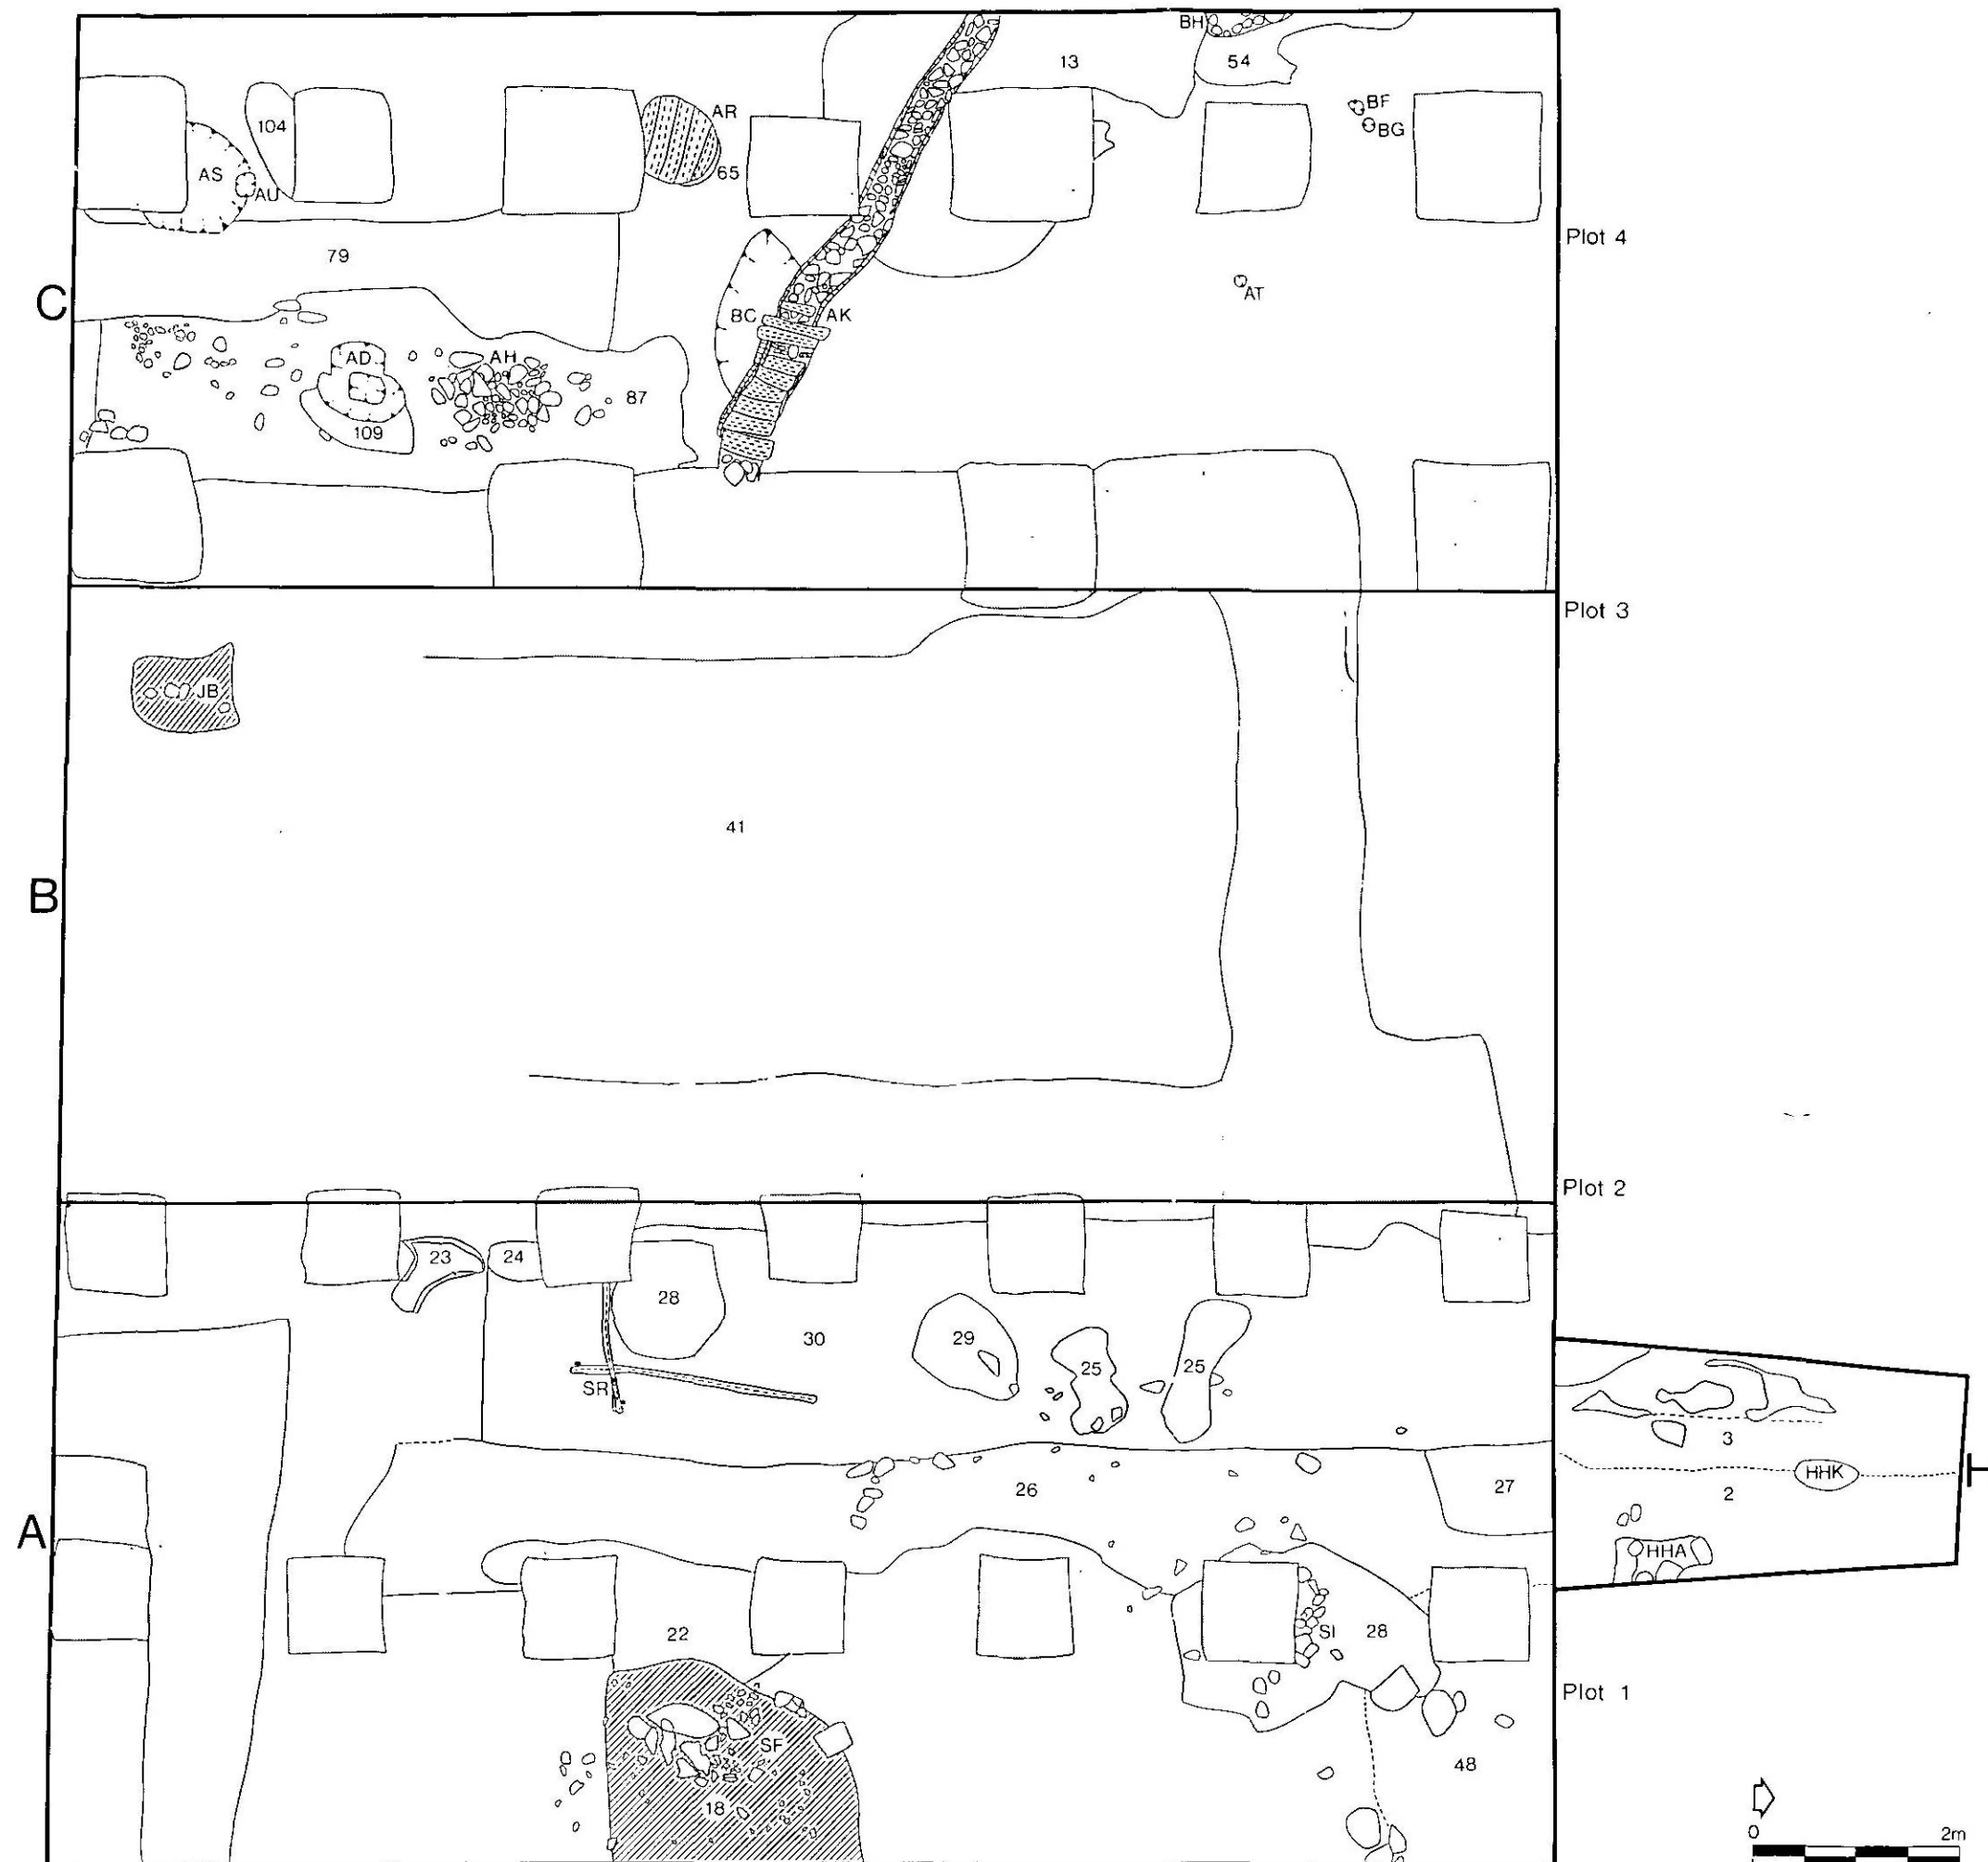 BH
13
54
104
AR
BF
BG
AS
AU
65
Plot 4
79
AT
C
BC
AK
AD
AH
87
109
Plot 3
JB
41
B
Plot 2
23
24
28
30
29
25
25
SR
3
26
27
HHK
2
A
HHA
22
SI
28
Plot 1
SF
48
18
0
2m